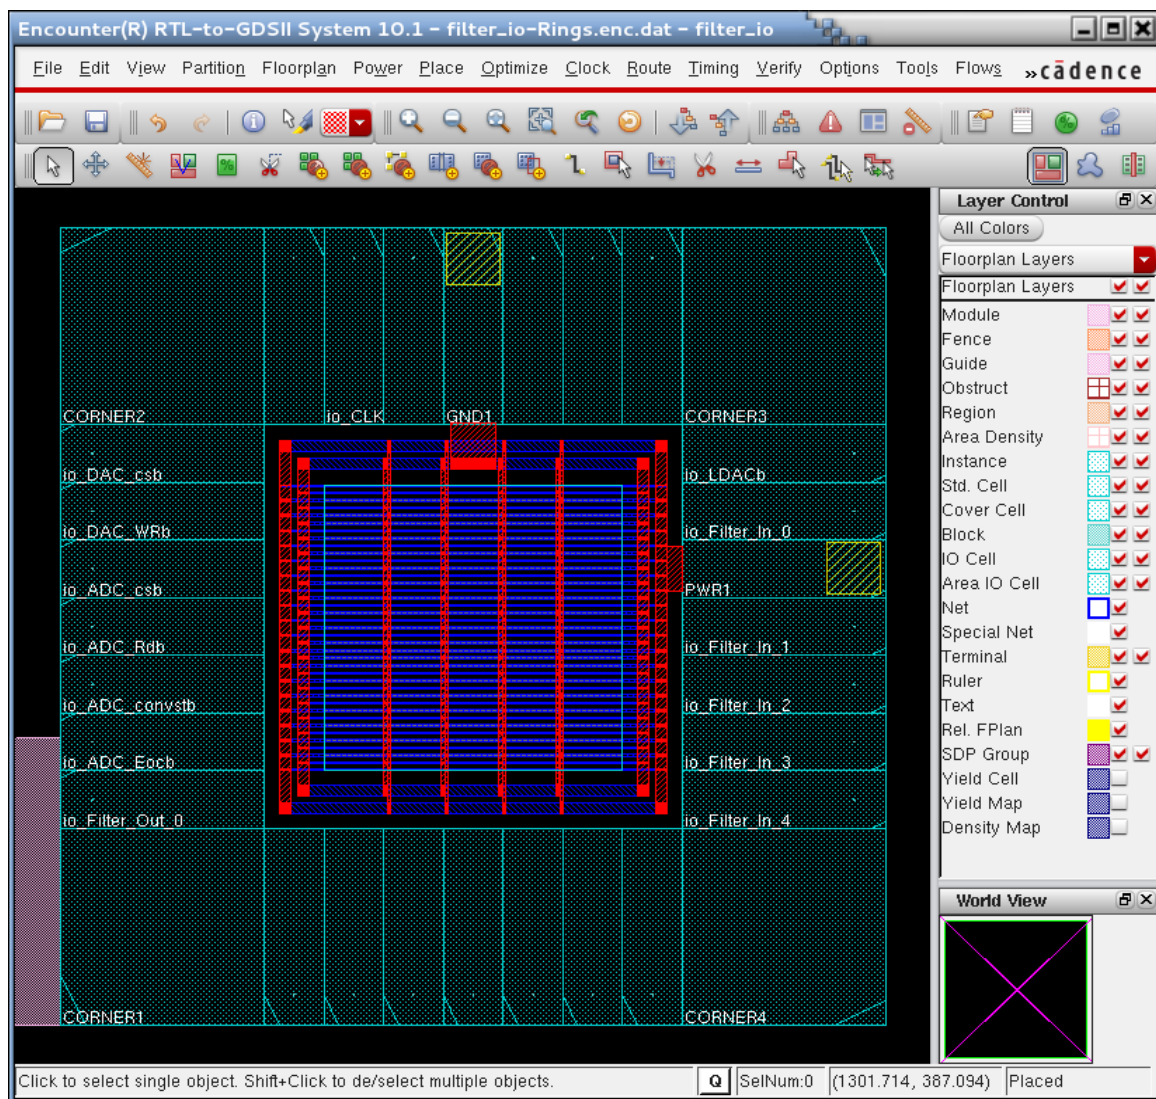 Encounter(R) RTL-to-GDSII System 10.1 - filter_io-Rings.enc.dat - filter_io
File Edit View Partition Floorplan Power Place Optimize Clock Route Timing Verify Options Tools Flows cādence
Layer Control
All Colors
Floorplan Layers
Floorplan Layers
Module
Fence
Guide
Obstruct
Region
Area Density
Instance
Std. Cell
Cover Cell
Block
IO Cell
Area IO Cell
Net
Special Net
Terminal
Ruler
Text
Rel. FPlan
SDP Group
Yield Cell
Yield Map
Density Map
World View
CORNER2 io_CLK GND1 CORNER3
io_DAC_csb io_LDACb
io_DAC_WRb io_Filter_In_0
io_ADC_csb PWR1
io_ADC_Rdb io_Filter_In_1
io_ADC_convstb io_Filter_In_2
io_ADC_Eocb io_Filter_In_3
io_Filter_Out_0 io_Filter_In_4
CORNER1 CORNER4
Click to select single object. Shift+Click to de/select multiple objects. Q SelNum:0 (1301.714, 387.094) Placed